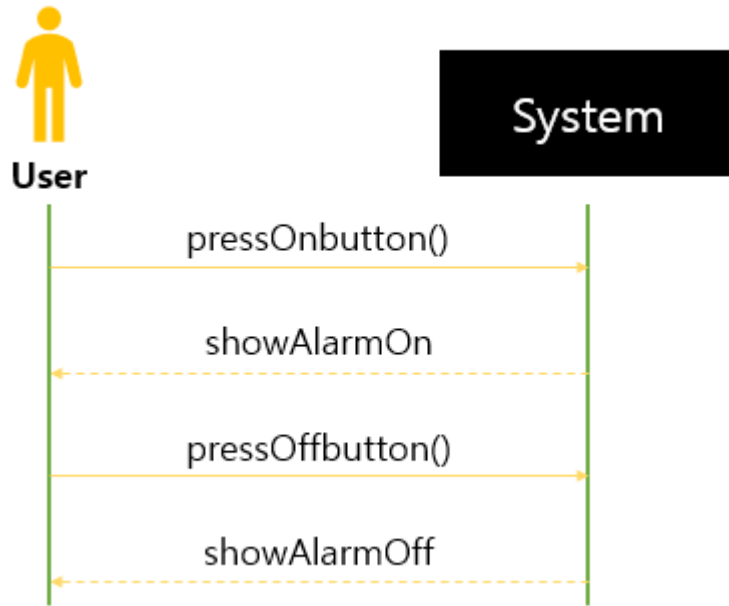 System
User
pressOnbutton()
showAlarmOn
pressOffbutton()
showAlarmOff